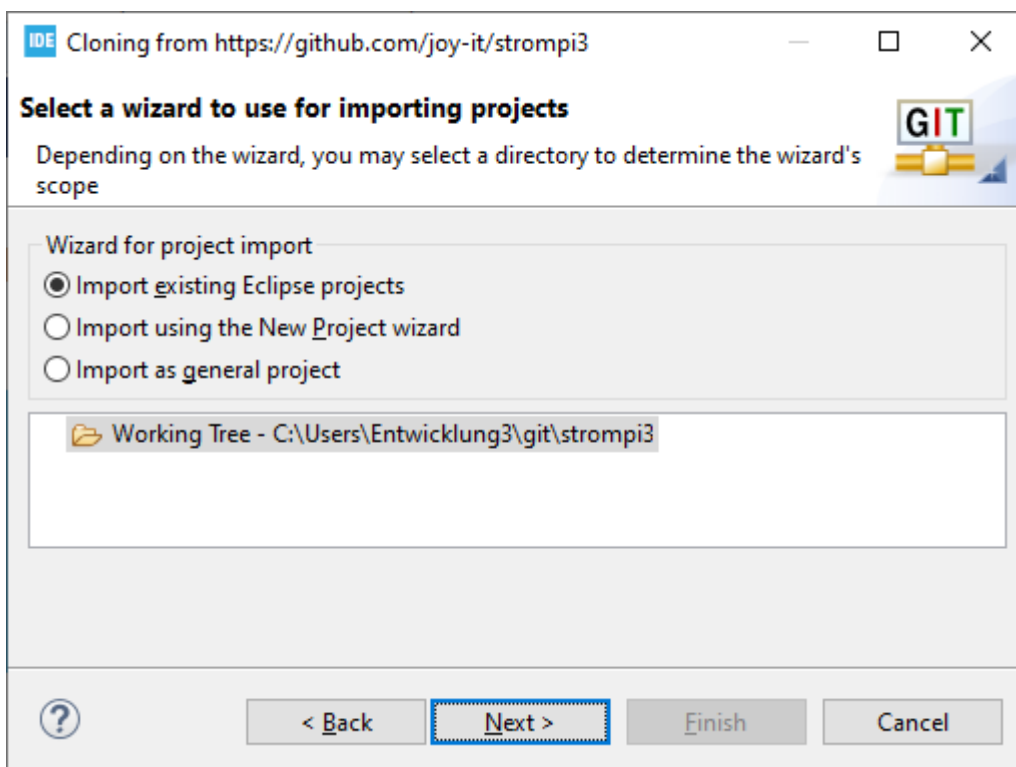 IDE Cloning from https://github.com/joy-it/strompi3
Select a wizard to use for importing projects
GIT
Depending on the wizard, you may select a directory to determine the wizard's
scope
Wizard for project import
Import existing Eclipse projects
Import using the New Project wizard
Import as general project
Working Tree - C:\Users\Entwicklung3\git\strompi3
? < Back Next > Finish Cancel